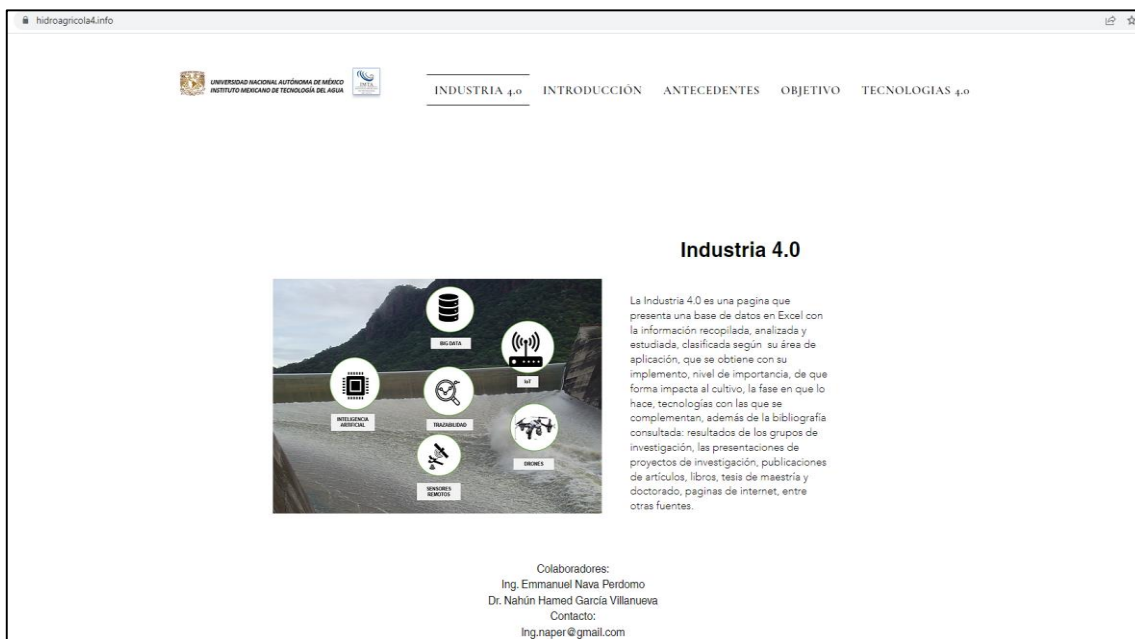 hidroagricola4.info
UNIVERSIDAD NACIONAL AUTÓNOMA DE MÉXICO
INSTITUTO MEXICANO DE TECNOLOGÍA DEL AGUA
IMTA
INDUSTRIA 4.0 INTRODUCCIÓN ANTECEDENTES OBJETIVO TECNOLOGIAS 4.0
Industria 4.0
BIG DATA
IoT
INTELIGENCIA
ARTIFICIAL
TRAZABILIDAD
DRONES
SENSORES
REMOTOS
La Industria 4.0 es una pagina que
presenta una base de datos en Excel con
la información recopilada, analizada y
estudiada, clasificada según su área de
aplicación, que se obtiene con su
implemento, nivel de importancia, de que
forma impacta al cultivo, la fase en que lo
hace, tecnologías con las que se
complementan, además de la bibliografía
consultada: resultados de los grupos de
investigación, las presentaciones de
proyectos de investigación, publicaciones
de artículos, libros, tesis de maestría y
doctorado, paginas de internet, entre
otras fuentes.
Colaboradores:
Ing. Emmanuel Nava Perdomo
Dr. Nahún Hamed García Villanueva
Contacto:
Ing.naper@gmail.com